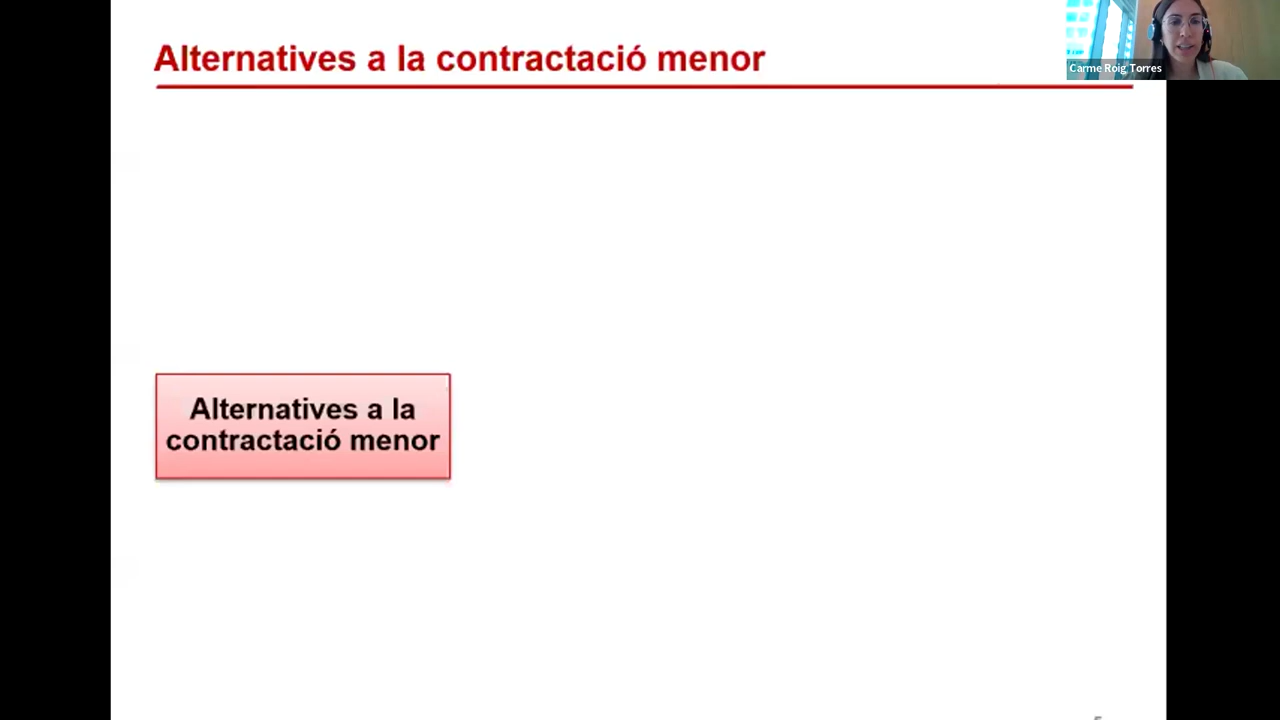 Alternatives a la contractació menor
Carme Roig Torres
Alternatives a la
contractació menor